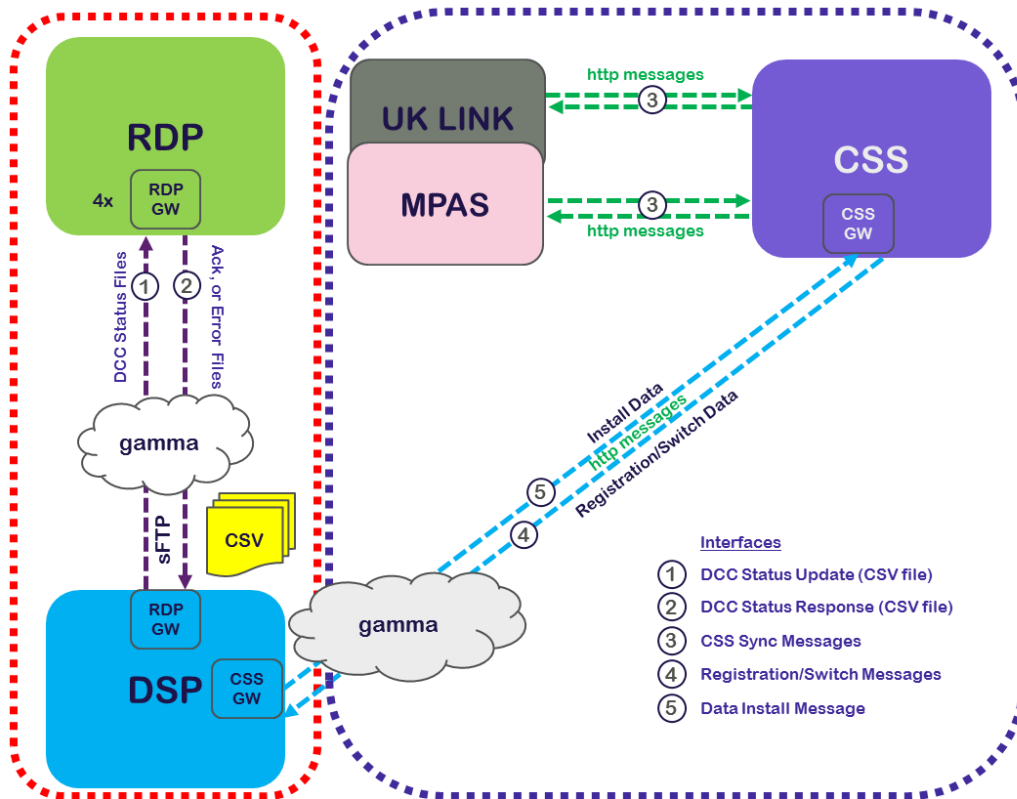 RDP
4x
RDP
GW
DCC Status Files
1
2
Ack, or Error Files
gamma
sFTP
CSV
RDP
GW
DSP
CSS
GW
UK LINK
MPAS
http messages
3
3
http messages
CSS
CSS
GW
Install Data
http messages
Registration/Switch Data
5
4
gamma
Interfaces
1 DCC Status Update (CSV file)
2 DCC Status Response (CSV file)
3 CSS Sync Messages
4 Registration/Switch Messages
5 Data Install Message